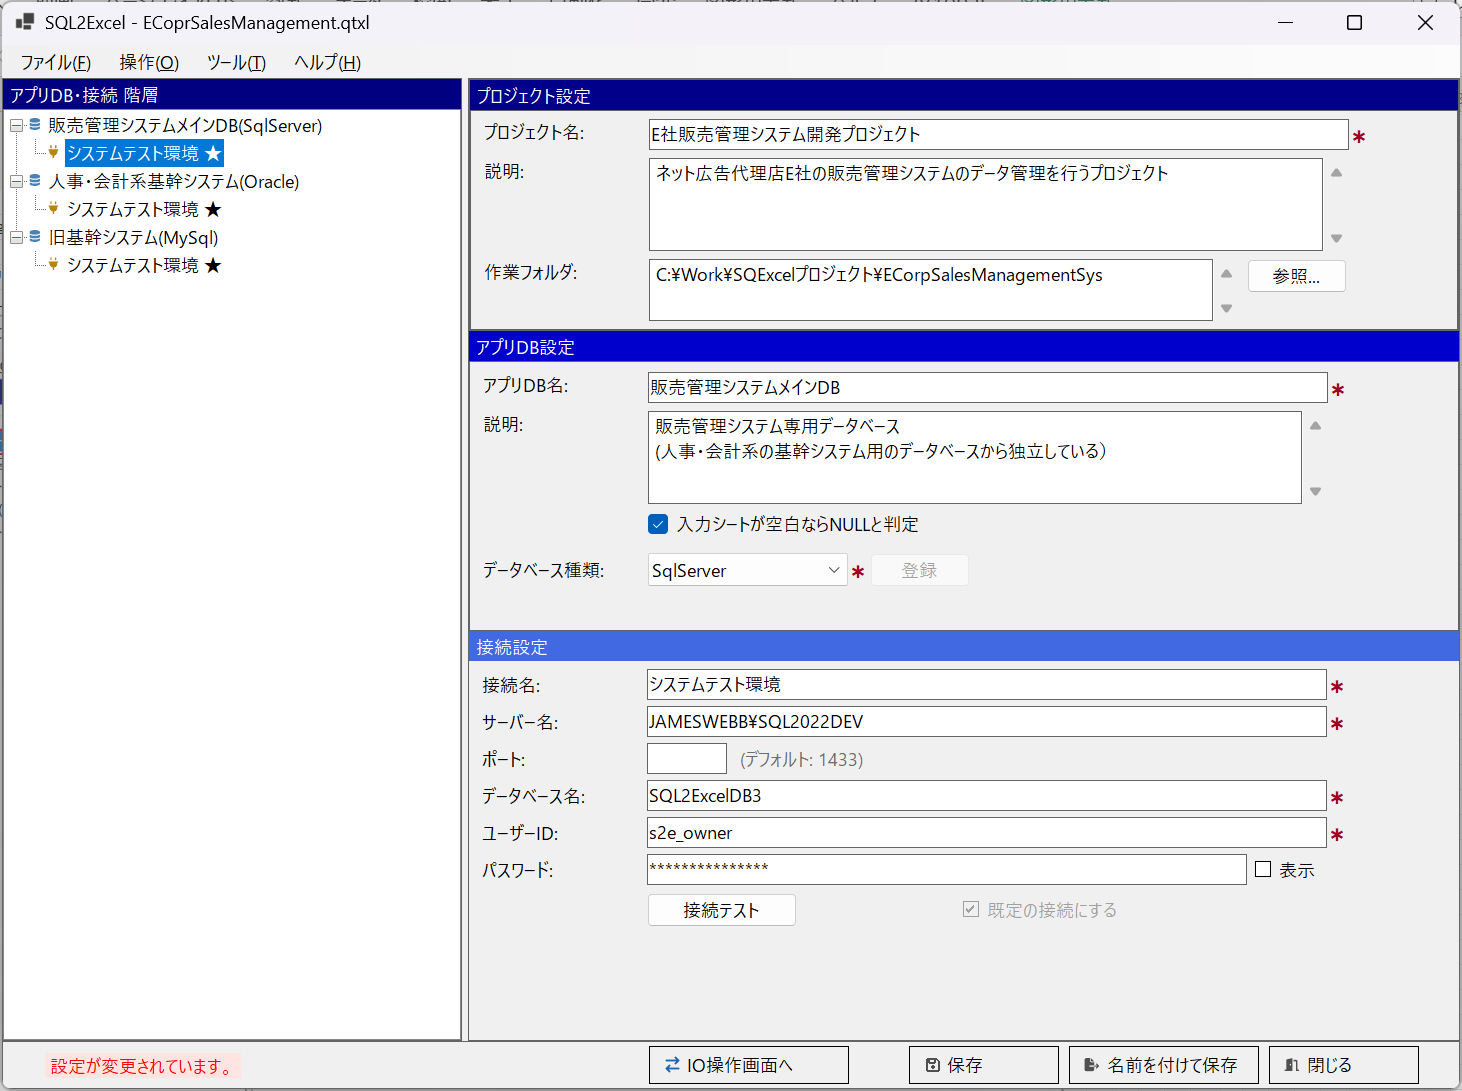 SQL2Excel - ECoprSalesManagement.qtxl
ファイル(F) 操作(O) ツール(T) ヘルプ(H)
アプリDB・接続 階層
販売管理システムメインDB(SqlServer)
システムテスト環境 ★
人事・会計系基幹システム(Oracle)
システムテスト環境 ★
旧基幹システム(MySql)
システムテスト環境 ★
プロジェクト設定
プロジェクト名: E社販売管理システム開発プロジェクト *
説明: ネット広告代理店E社の販売管理システムのデータ管理を行うプロジェクト
作業フォルダ: C:¥Work¥SQExcelプロジェクト¥ECorpSalesManagementSys 参照...
アプリDB設定
アプリDB名: 販売管理システムメインDB *
説明: 販売管理システム専用データベース
(人事・会計系の基幹システム用のデータベースから独立している)
入力シートが空白ならNULLと判定
データベース種類: SqlServer * 登録
接続設定
接続名: システムテスト環境 *
サーバー名: JAMESWEBB¥SQL2022DEV *
ポート: (デフォルト: 1433)
データベース名: SQL2ExcelDB3 *
ユーザーID: s2e_owner *
パスワード: *************** 表示
接続テスト 既定の接続にする
設定が変更されています。 IO操作画面へ 保存 名前を付けて保存 閉じる